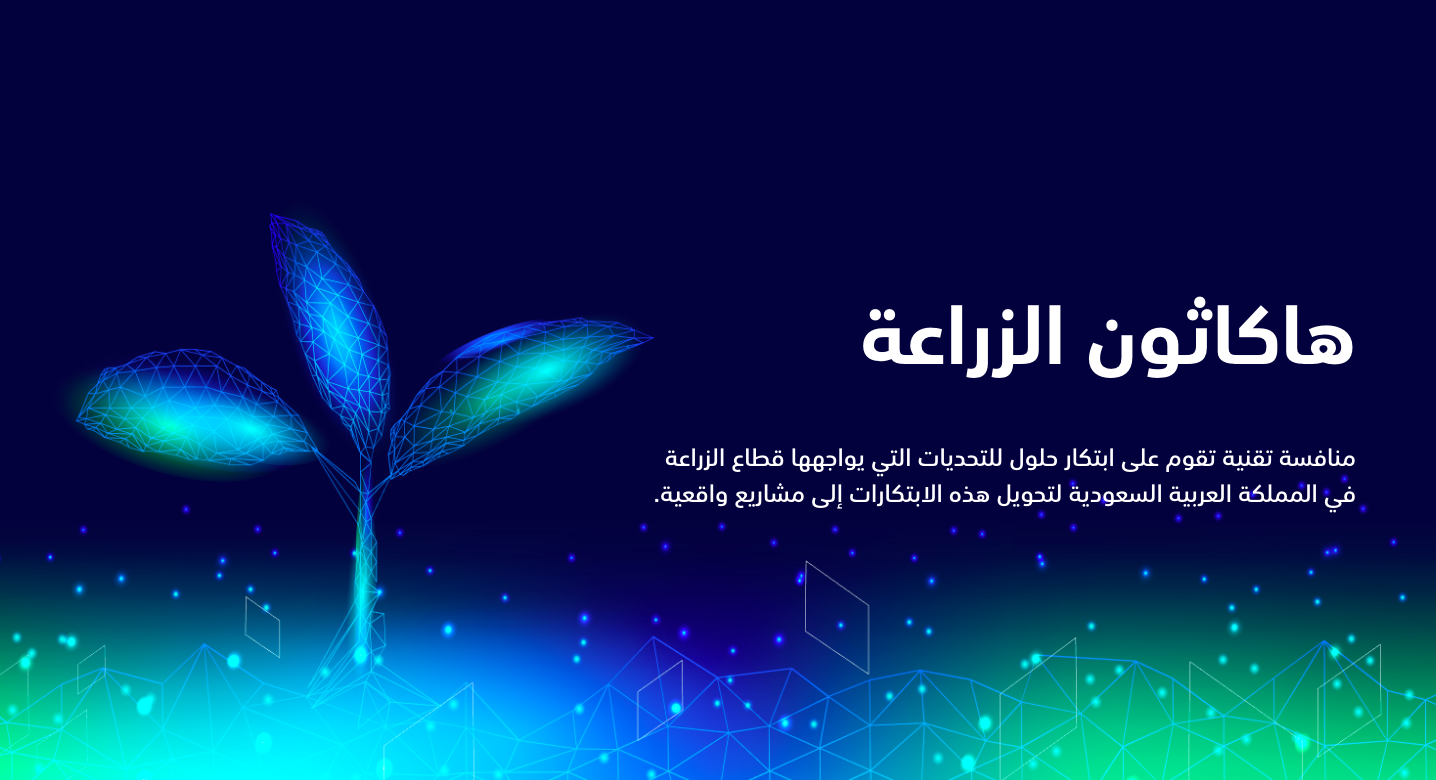 هاكاثون الزراعة
منافسة تقنية تقوم على ابتكار حلول للتحديات التي يواجهها قطاع الزراعة
في المملكة العربية السعودية لتحويل هذه الابتكارات إلى مشاريع واقعية.